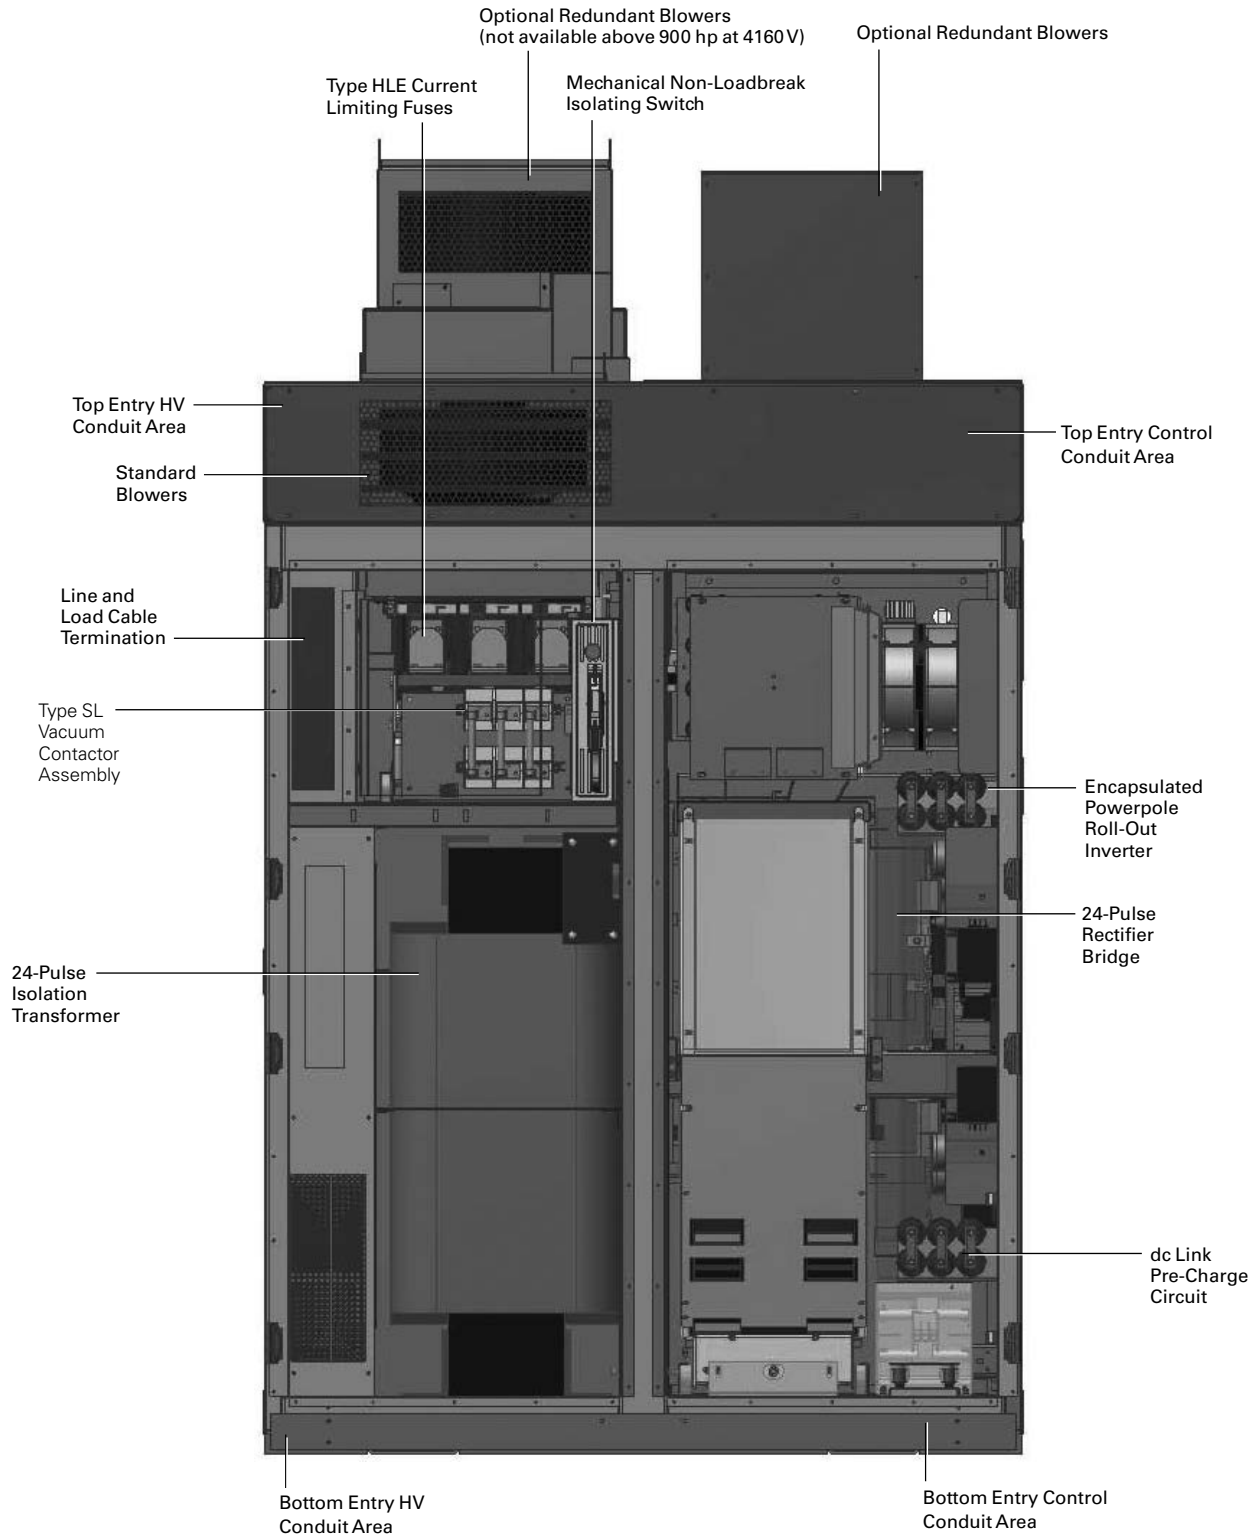 Optional Redundant Blowers
(not available above 900 hp at 4160 V)
Optional Redundant Blowers
Type HLE Current
Limiting Fuses
Mechanical Non-Loadbreak
Isolating Switch
Top Entry HV
Conduit Area
Top Entry Control
Conduit Area
Standard
Blowers
Line and
Load Cable
Termination
Type SL
Vacuum
Contactor
Assembly
Encapsulated
Powerpole
Roll-Out
Inverter
24-Pulse
Rectifier
Bridge
24-Pulse
Isolation
Transformer
dc Link
Pre-Charge
Circuit
Bottom Entry HV
Conduit Area
Bottom Entry Control
Conduit Area